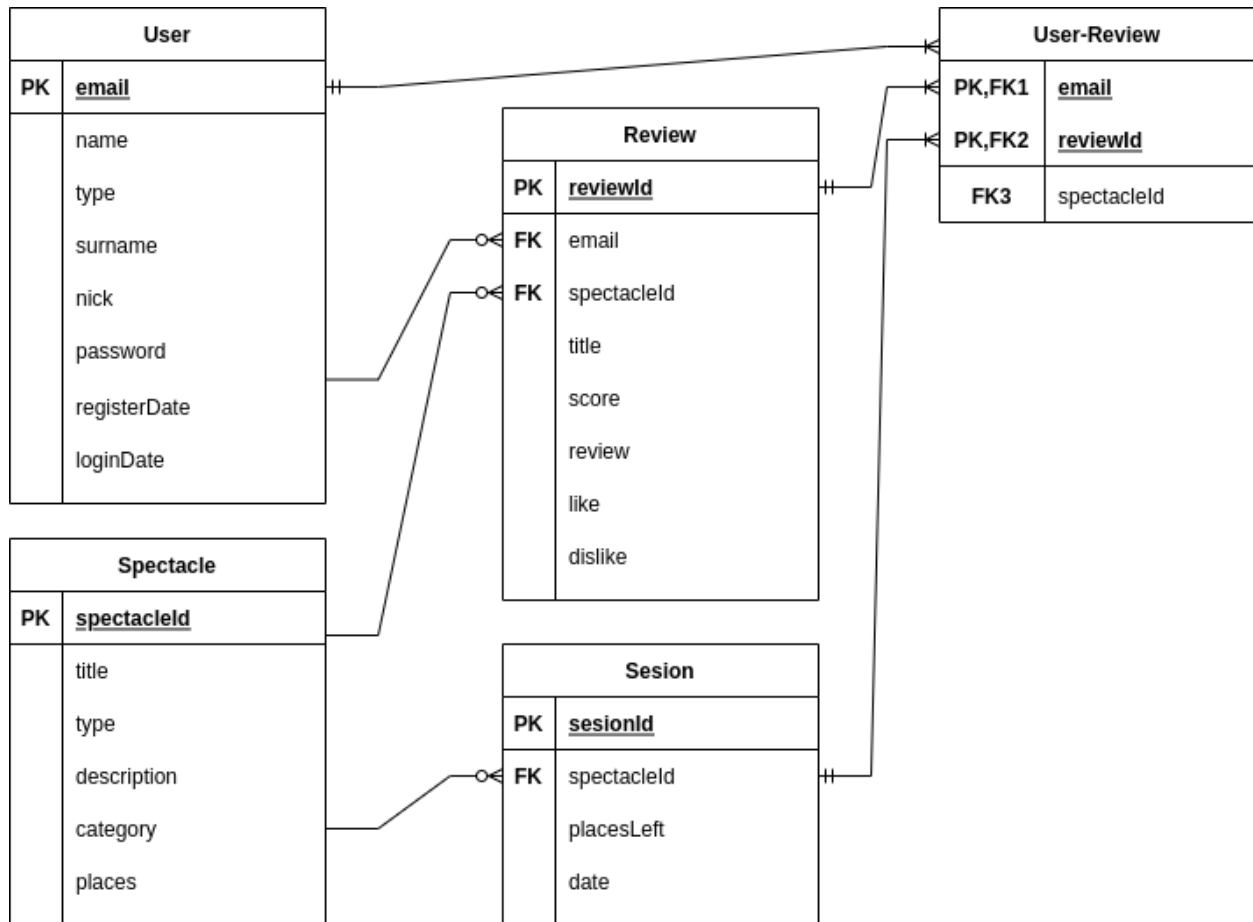 User
PK email
name
type
surname
nick
password
registerDate
loginDate
Spectacle
PK spectacleId
title
type
description
category
places
Review
PK reviewId
FK email
FK spectacleId
title
score
review
like
dislike
Sesion
PK sesionId
FK spectacleId
placesLeft
date
User-Review
PK,FK1 email
PK,FK2 reviewId
FK3 spectacleId